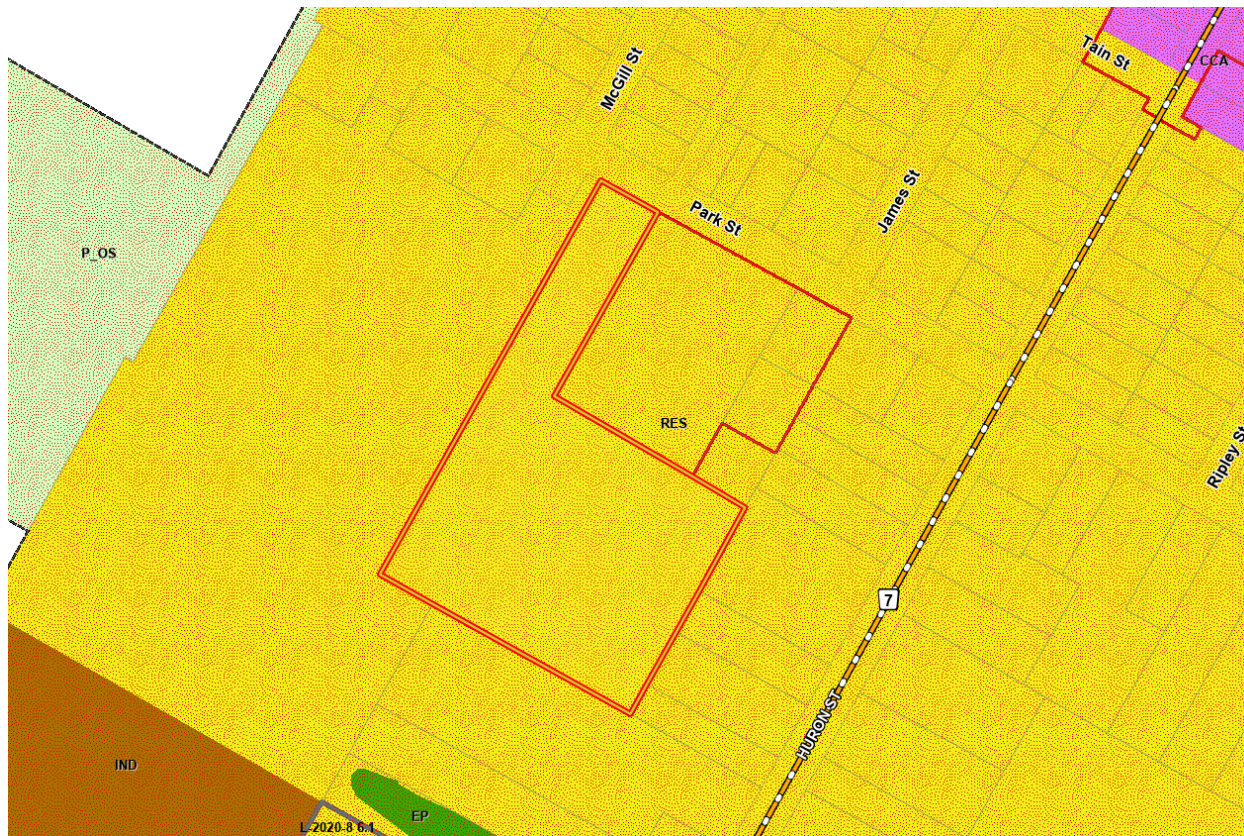 Tain St
CCA
McGill St
James St
Park St
P_OS
RES
Ripley St
7
HURON ST
IND
EP
L-2020-8 6.1